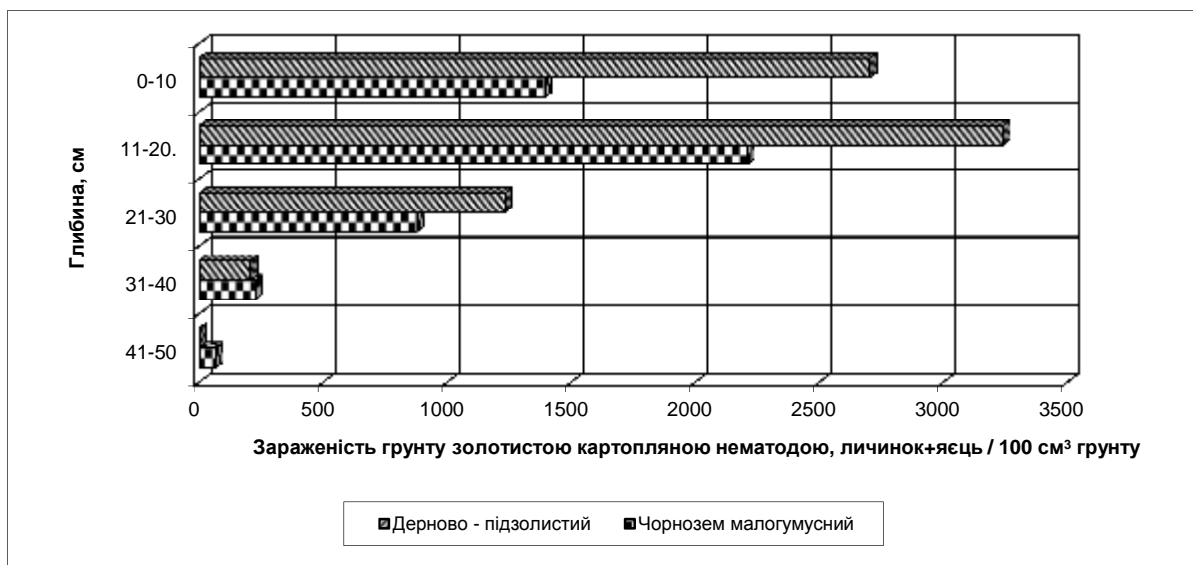 Глибина, см
0-10
11-20.
21-30
31-40
41-50
0 500 1000 1500 2000 2500 3000 3500
Зараженість грунту золотистою картопляною нематодою, личинок+яєць / 100 см³ грунту
Дерново - підзолистий Чорнозем малогумусний